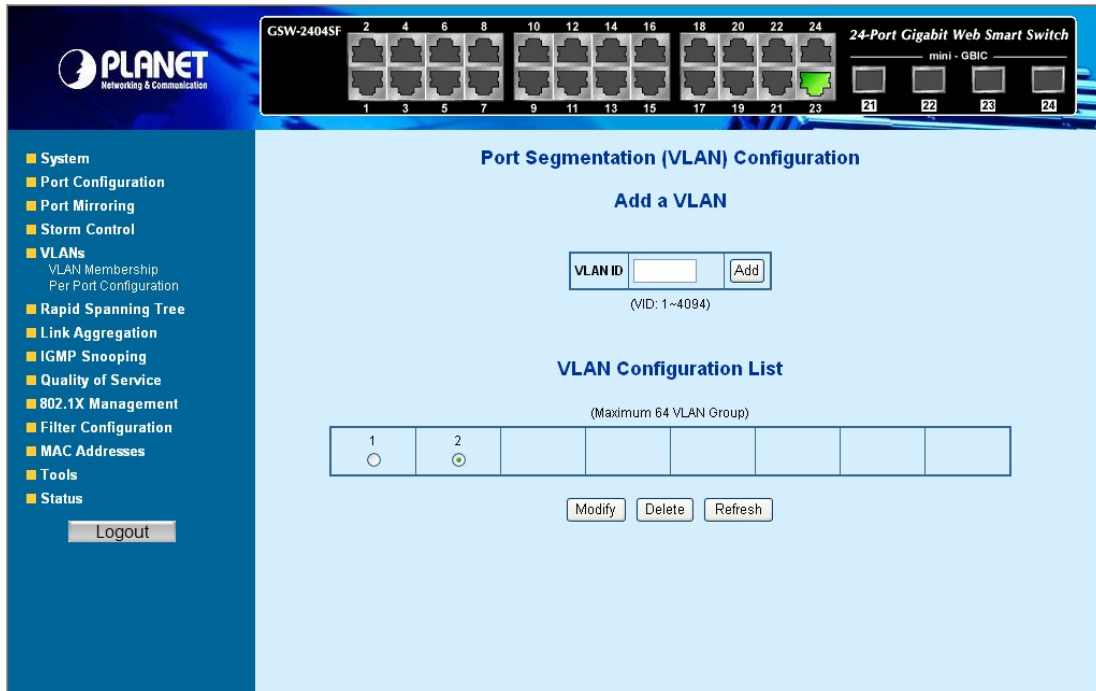 PLANET
Networking & Communication
GSW-2404SF
2 4 6 8 10 12 14 16 18 20 22 24
1 3 5 7 9 11 13 15 17 19 21 23
24-Port Gigabit Web Smart Switch
mini - GBIC
21 22 23 24
System
Port Configuration
Port Mirroring
Storm Control
VLANs
VLAN Membership
Per Port Configuration
Rapid Spanning Tree
Link Aggregation
IGMP Snooping
Quality of Service
802.1X Management
Filter Configuration
MAC Addresses
Tools
Status
Logout
Port Segmentation (VLAN) Configuration
Add a VLAN
VLAN ID Add
(VID: 1~4094)
VLAN Configuration List
(Maximum 64 VLAN Group)
1 2
Modify Delete Refresh